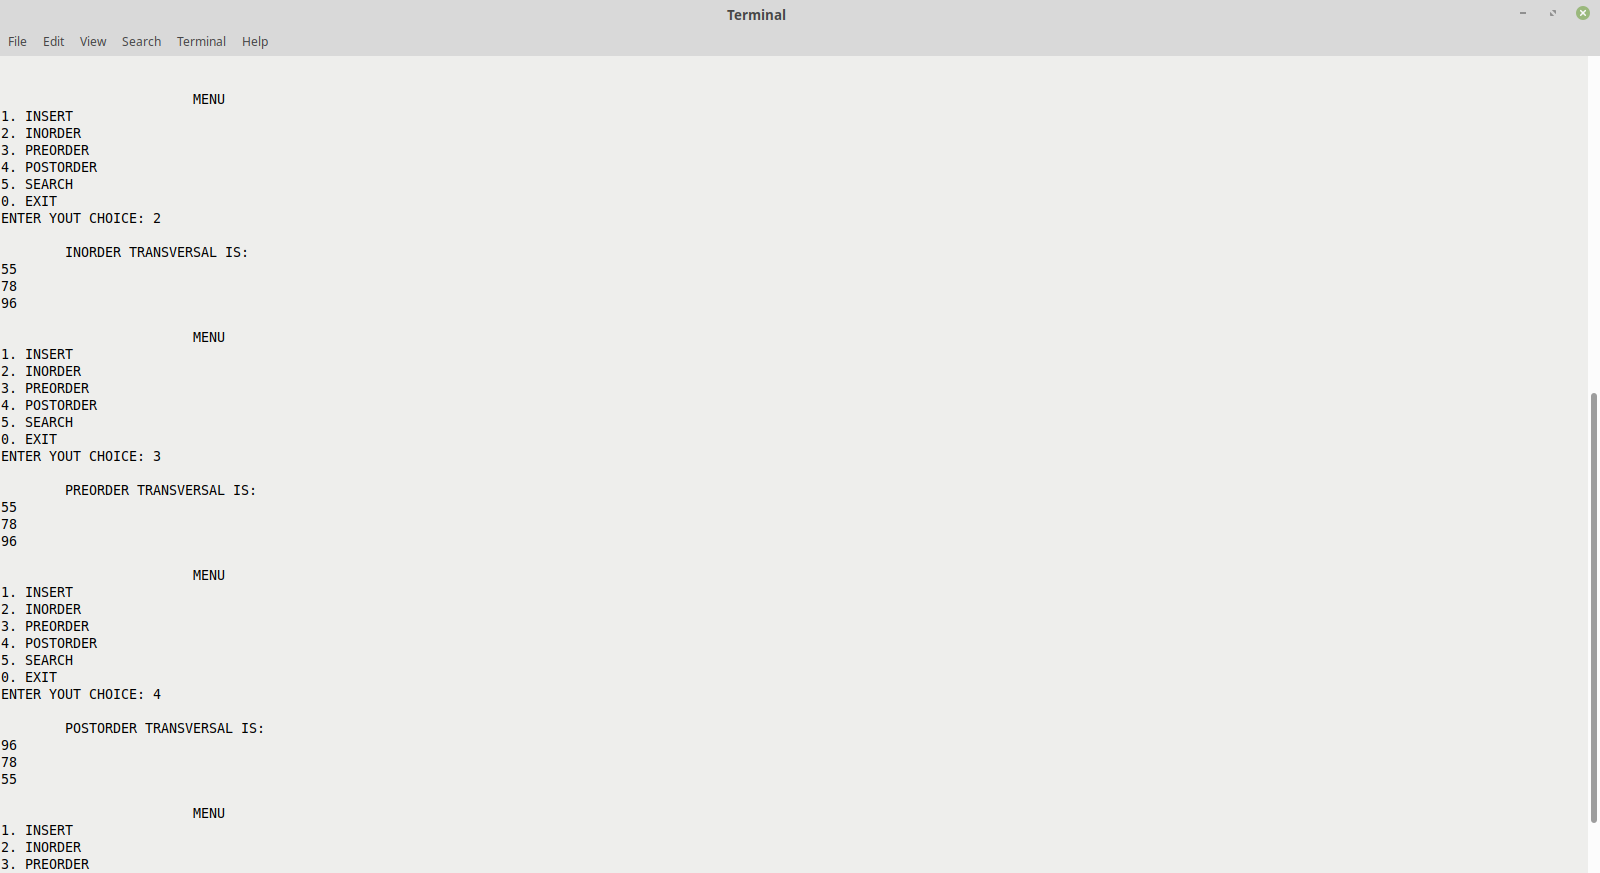 Terminal
File Edit View Search Terminal Help
MENU
1. INSERT
2. INORDER
3. PREORDER
4. POSTORDER
5. SEARCH
0. EXIT
ENTER YOUT CHOICE: 2
INORDER TRANSVERSAL IS:
55
78
96
MENU
1. INSERT
2. INORDER
3. PREORDER
4. POSTORDER
5. SEARCH
0. EXIT
ENTER YOUT CHOICE: 3
PREORDER TRANSVERSAL IS:
55
78
96
MENU
1. INSERT
2. INORDER
3. PREORDER
4. POSTORDER
5. SEARCH
0. EXIT
ENTER YOUT CHOICE: 4
POSTORDER TRANSVERSAL IS:
96
78
55
MENU
1. INSERT
2. INORDER
3. PREORDER